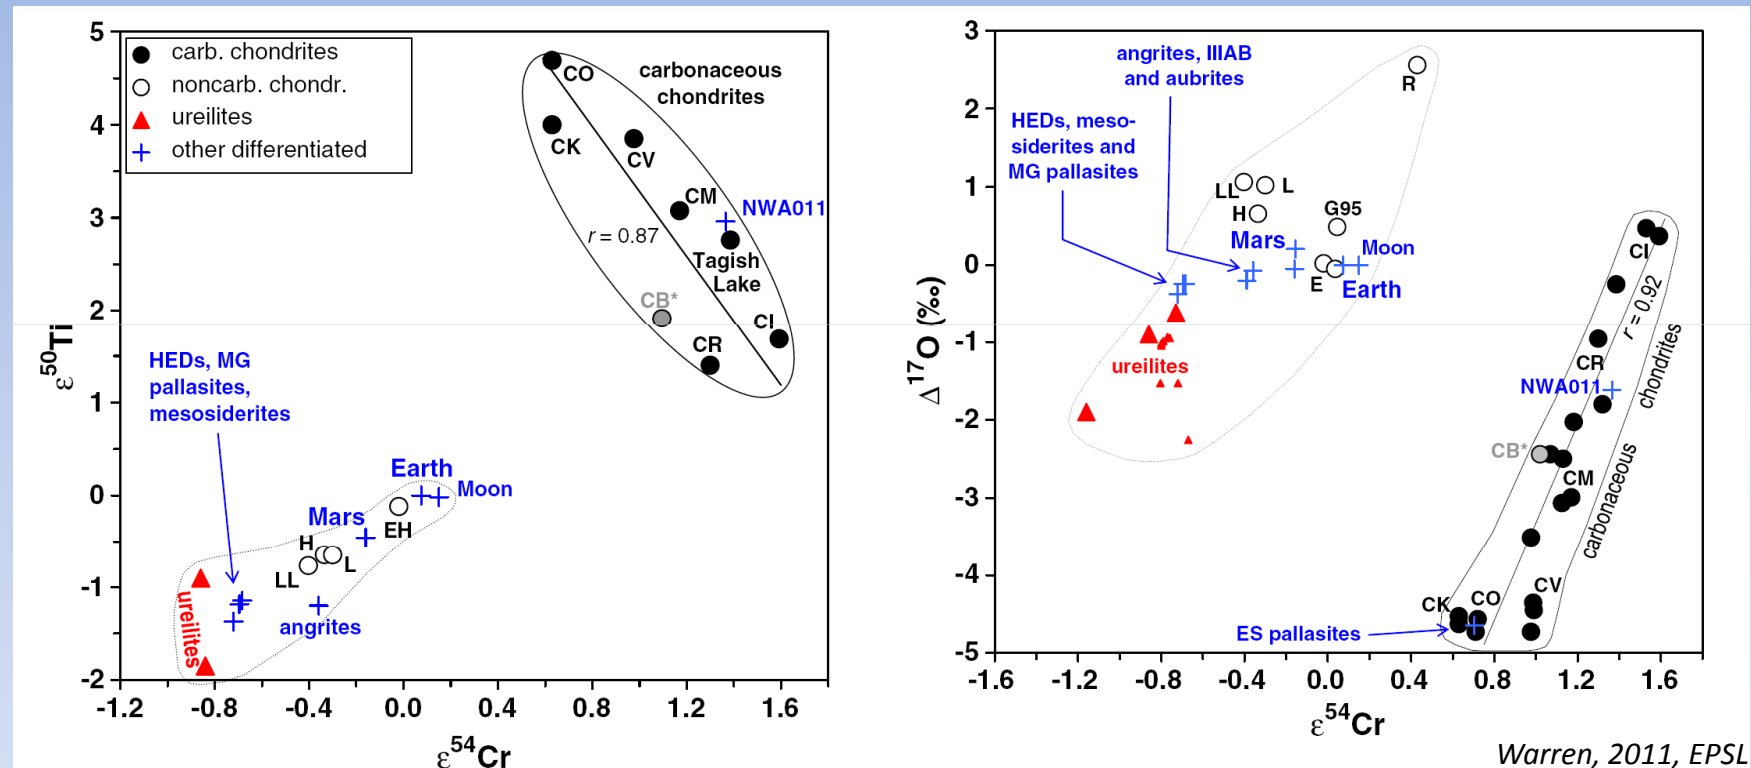 carb. chondrites
noncarb. chondr.
ureilites
other differentiated
5
4
3
2
1
0
-1
-2
ε50Ti
-1.2
-0.8
-0.4
0.0
0.4
0.8
1.2
1.6
ε54Cr
CO
carbonaceous
chondrites
CK
CV
CM
NWA011
r = 0.87
Tagish
Lake
CB*
CI
CR
HEDs, MG
pallasites,
mesosiderites
Earth
Moon
Mars
EH
H
L
LL
angrites
ureilites
3
2
1
0
-1
-2
-3
-4
-5
Δ17O (‰)
-1.6
-1.2
-0.8
-0.4
0.0
0.4
0.8
1.2
1.6
ε54Cr
angrites, IIIAB
and aubrites
R
HEDs, meso-
siderites and
MG pallasites
LL
L
H
G95
Mars
Moon
E
Earth
CI
r = 0.92
ureilites
CR
NWA011
chondrites
CB*
CM
carbonaceous
CK
CO
CV
ES pallasites
Warren, 2011, EPSL